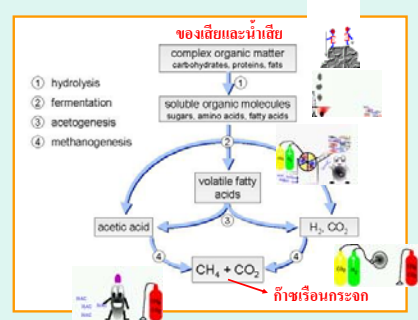 ของเสียและน้ำเสีย
complex organic matter
carbohydrates, proteins, fats
① hydrolysis
② fermentation
③ acetogenesis
④ methanogenesis
①
soluble organic molecules
sugars, amino acids, fatty acids
②
volatile fatty
acids
acetic acid
③
H₂, CO₂
④
④
CH₄ + CO₂
ก๊าซเรือนกระจก